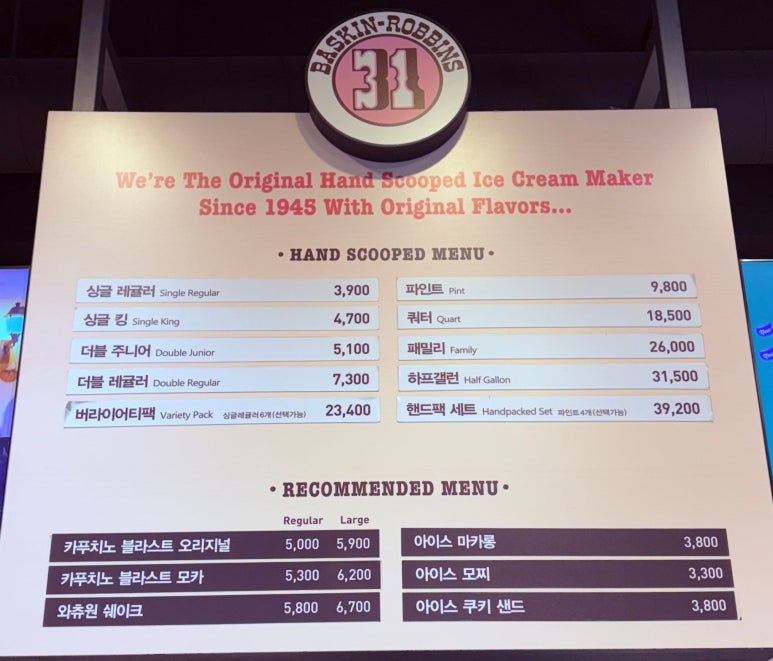 BASKIN-ROBBINS
31
We're The Original Hand Scooped Ice Cream Maker
Since 1945 With Original Flavors...
• HAND SCOOPED MENU •
싱글 레귤러 Single Regular 3,900
싱글 킹 Single King 4,700
더블 주니어 Double Junior 5,100
더블 레귤러 Double Regular 7,300
버라이어티팩 Variety Pack 싱글레귤러 6개 (선택가능) 23,400
파인트 Pint 9,800
쿼터 Quart 18,500
패밀리 Family 26,000
하프갤런 Half Gallon 31,500
핸드팩 세트 Handpacked Set 파인트 4개 (선택가능) 39,200
• RECOMMENDED MENU •
Regular Large
카푸치노 블라스트 오리지널 5,000 5,900
카푸치노 블라스트 모카 5,300 6,200
와츄원 쉐이크 5,800 6,700
아이스 마카롱 3,800
아이스 모찌 3,300
아이스 쿠키 샌드 3,800